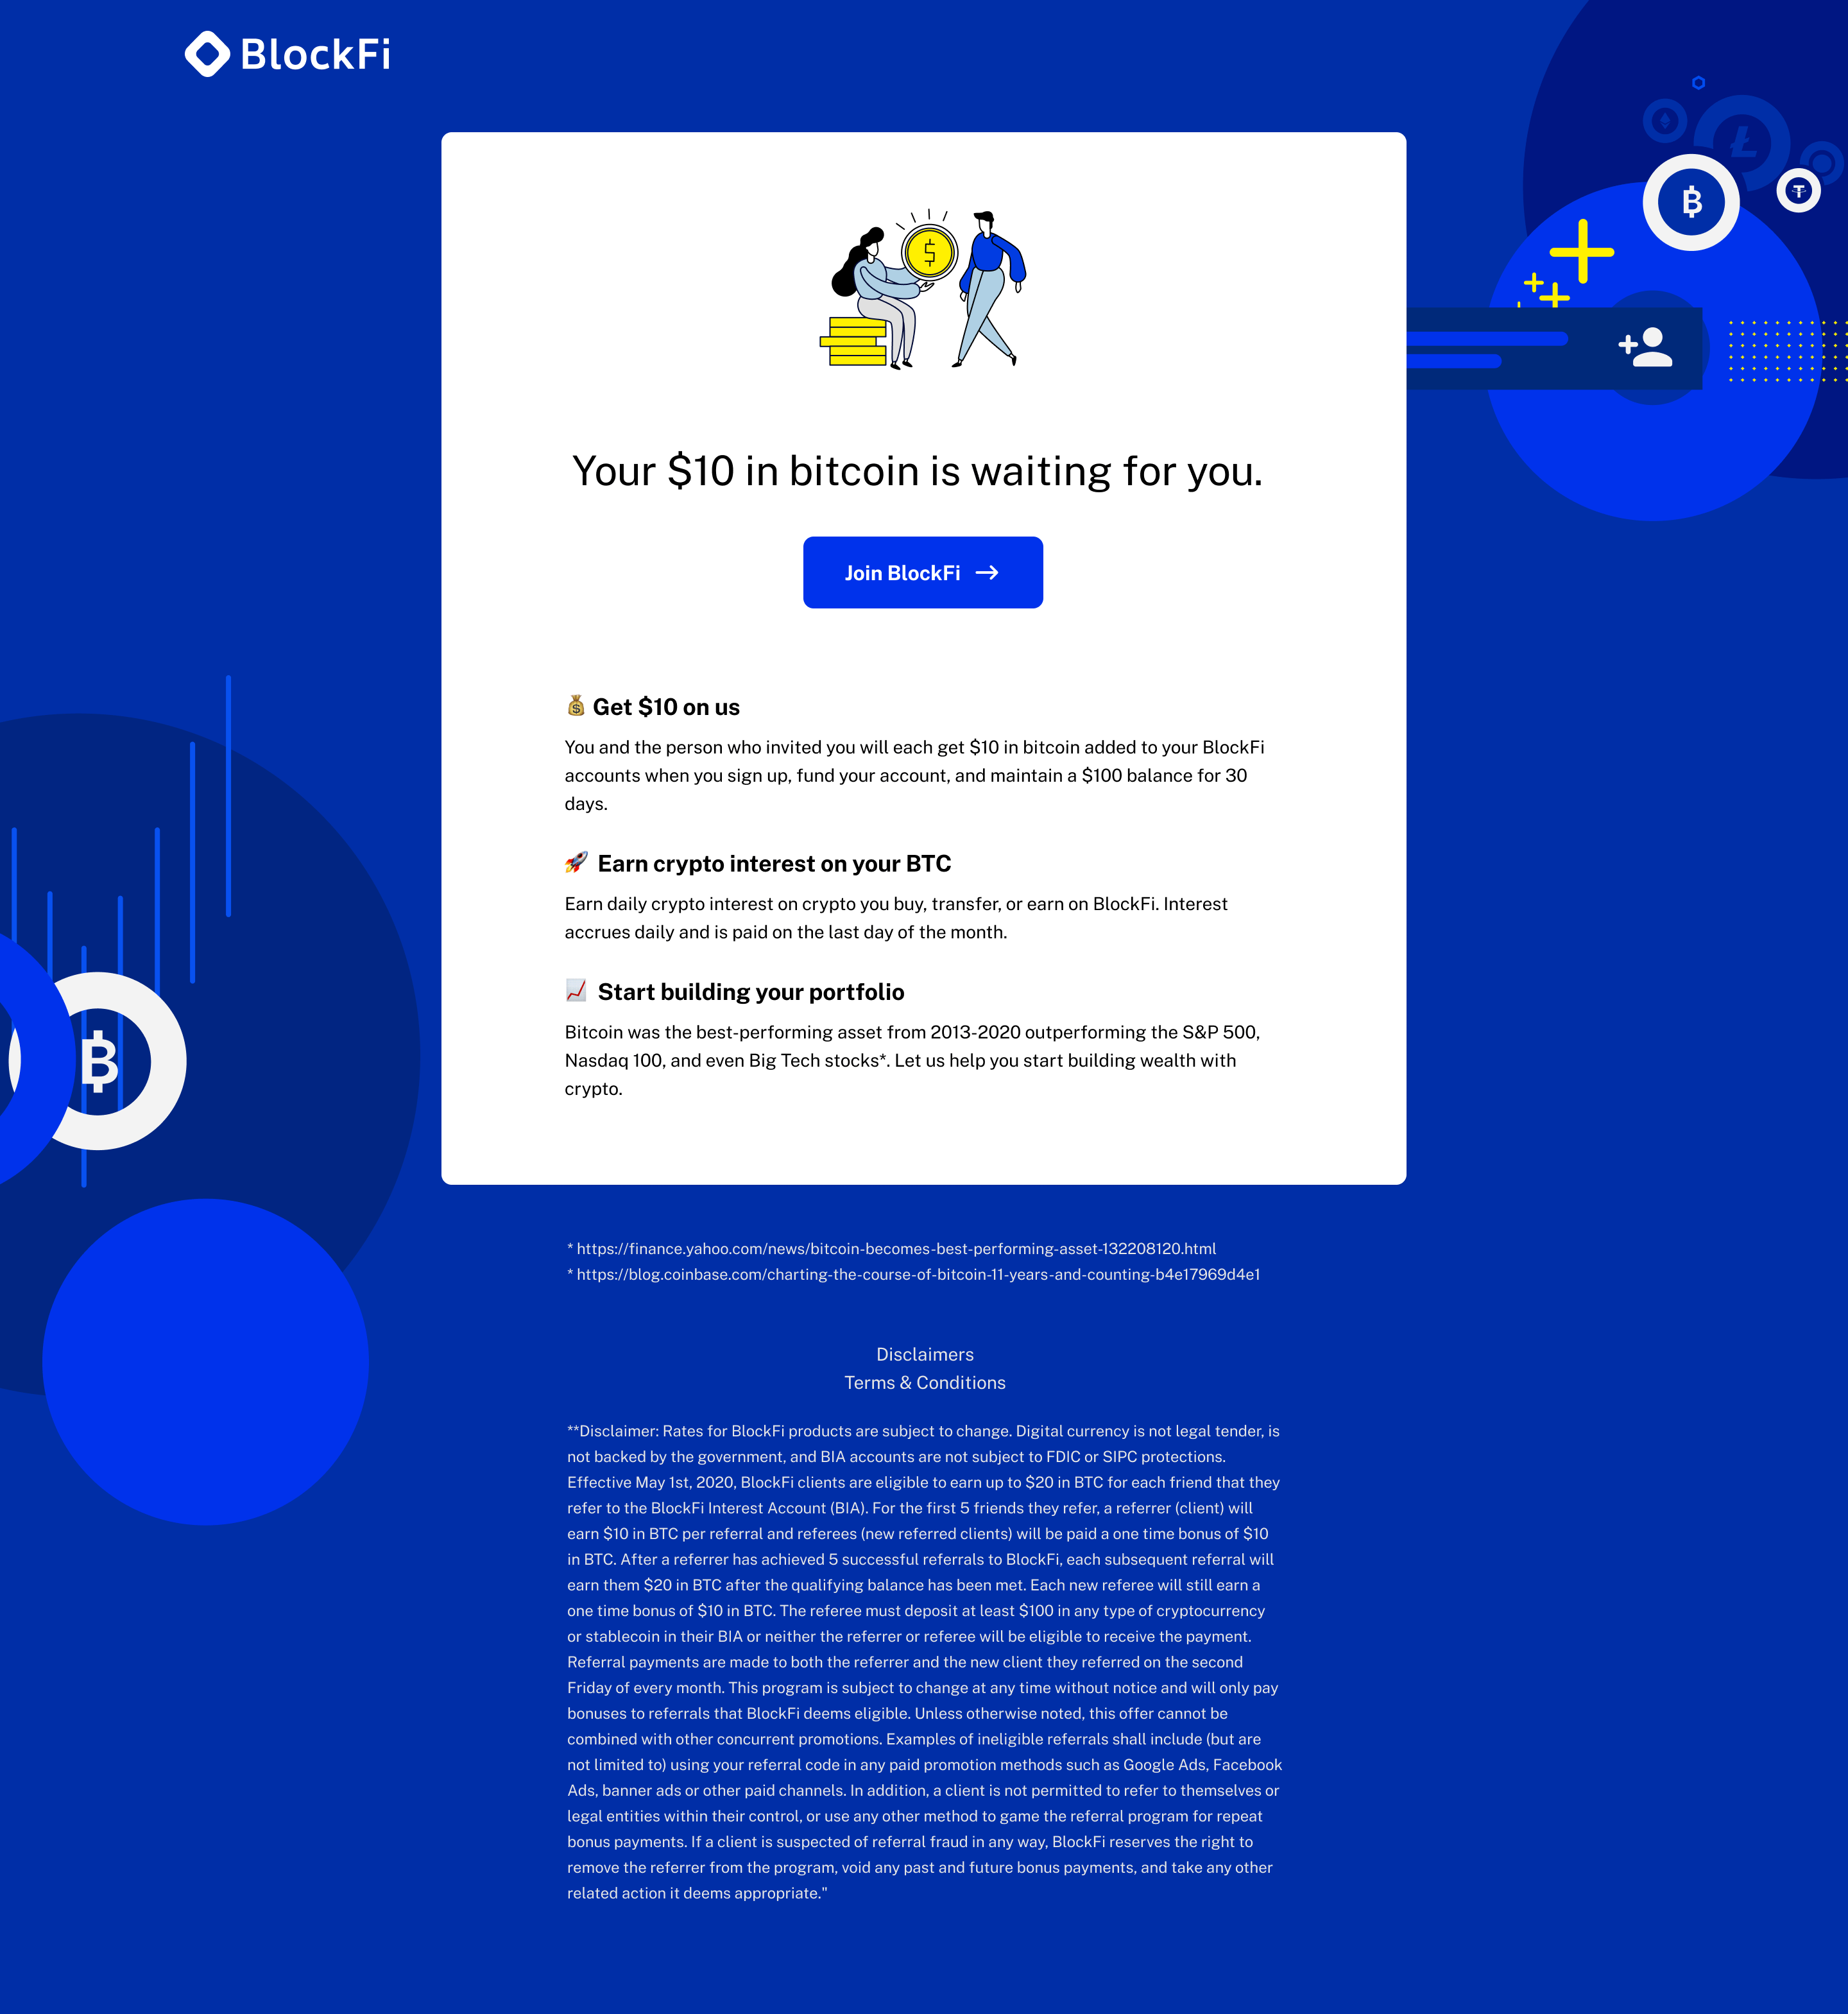 BlockFi
Your $10 in bitcoin is waiting for you.
Join BlockFi →
💰 Get $10 on us
You and the person who invited you will each get $10 in bitcoin added to your BlockFi
accounts when you sign up, fund your account, and maintain a $100 balance for 30
days.
🚀 Earn crypto interest on your BTC
Earn daily crypto interest on crypto you buy, transfer, or earn on BlockFi. Interest
accrues daily and is paid on the last day of the month.
📈 Start building your portfolio
Bitcoin was the best-performing asset from 2013-2020 outperforming the S&P 500,
Nasdaq 100, and even Big Tech stocks*. Let us help you start building wealth with
crypto.
* https://finance.yahoo.com/news/bitcoin-becomes-best-performing-asset-132208120.html
* https://blog.coinbase.com/charting-the-course-of-bitcoin-11-years-and-counting-b4e17969d4e1
Disclaimers
Terms & Conditions
**Disclaimer: Rates for BlockFi products are subject to change. Digital currency is not legal tender, is
not backed by the government, and BIA accounts are not subject to FDIC or SIPC protections.
Effective May 1st, 2020, BlockFi clients are eligible to earn up to $20 in BTC for each friend that they
refer to the BlockFi Interest Account (BIA). For the first 5 friends they refer, a referrer (client) will
earn $10 in BTC per referral and referees (new referred clients) will be paid a one time bonus of $10
in BTC. After a referrer has achieved 5 successful referrals to BlockFi, each subsequent referral will
earn them $20 in BTC after the qualifying balance has been met. Each new referee will still earn a
one time bonus of $10 in BTC. The referee must deposit at least $100 in any type of cryptocurrency
or stablecoin in their BIA or neither the referrer or referee will be eligible to receive the payment.
Referral payments are made to both the referrer and the new client they referred on the second
Friday of every month. This program is subject to change at any time without notice and will only pay
bonuses to referrals that BlockFi deems eligible. Unless otherwise noted, this offer cannot be
combined with other concurrent promotions. Examples of ineligible referrals shall include (but are
not limited to) using your referral code in any paid promotion methods such as Google Ads, Facebook
Ads, banner ads or other paid channels. In addition, a client is not permitted to refer to themselves or
legal entities within their control, or use any other method to game the referral program for repeat
bonus payments. If a client is suspected of referral fraud in any way, BlockFi reserves the right to
remove the referrer from the program, void any past and future bonus payments, and take any other
related action it deems appropriate."